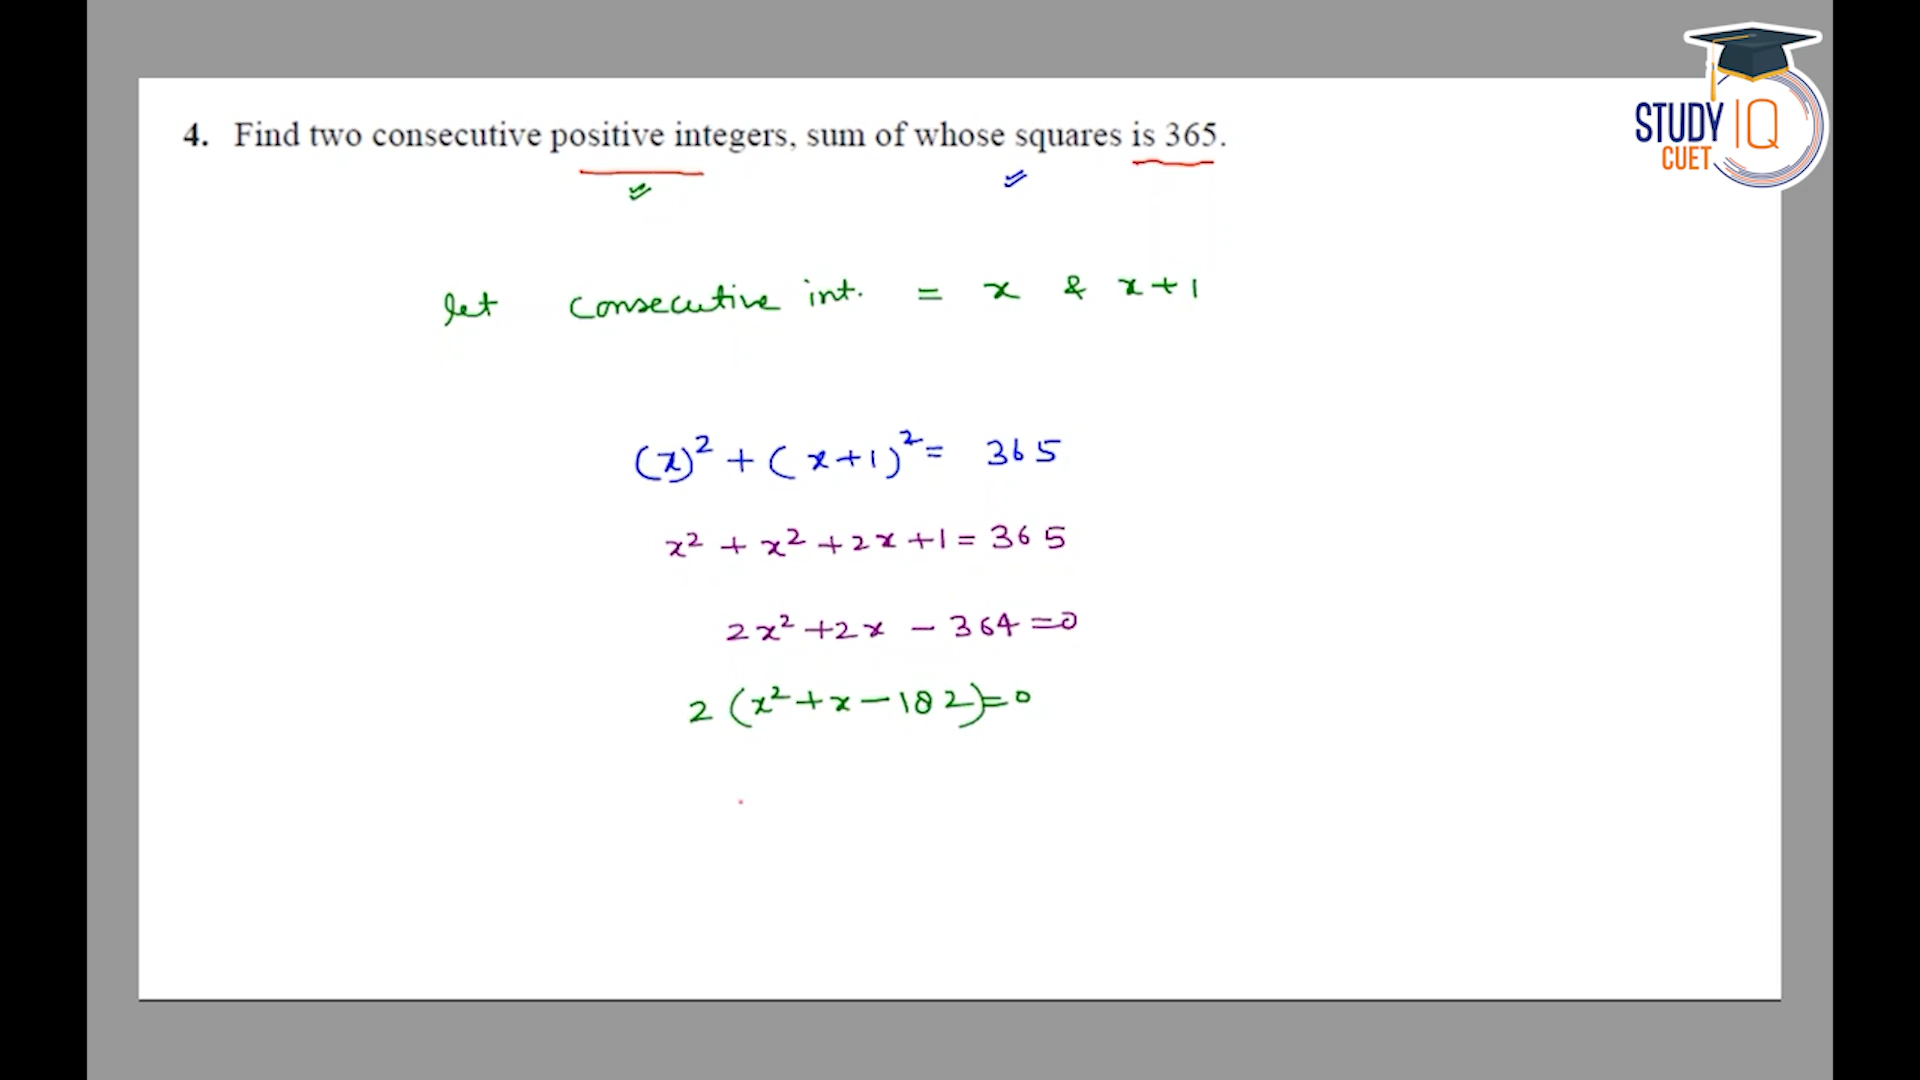 STUDY IQ
CUET
4. Find two consecutive positive integers, sum of whose squares is 365.
let consecutive int. = x & x+1
(x)² + (x+1)² = 365
x² + x² + 2x + 1 = 365
2x² + 2x - 364 = 0
2 (x² + x - 182) = 0